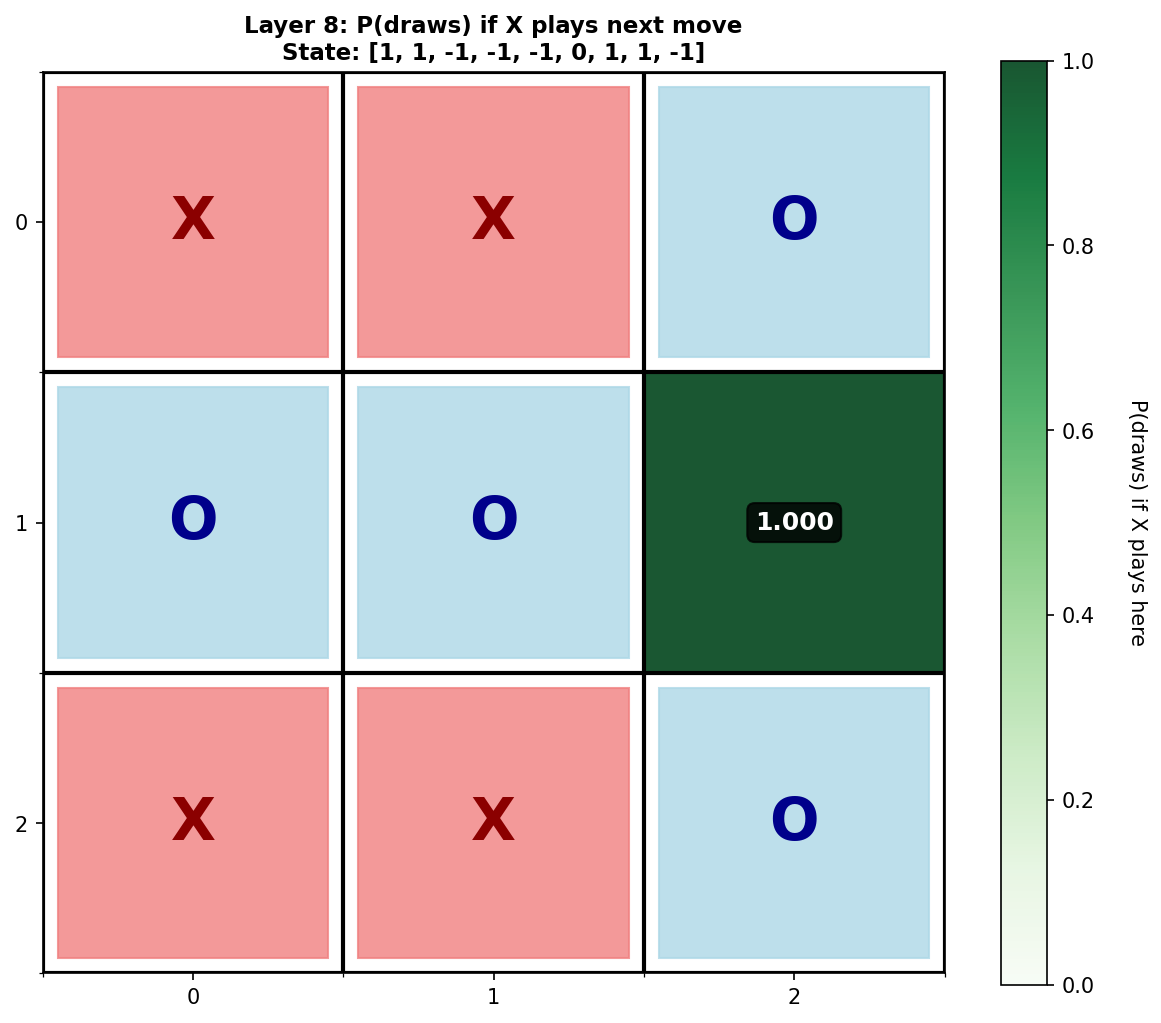 Layer 8: P(draws) if X plays next move
State: [1, 1, -1, -1, -1, 0, 1, 1, -1]
1.0
0.8
0.6
0.4
0.2
0.0
P(draws) if X plays here
0
X
X
O
1
O
O
1.000
2
X
X
O
0
1
2